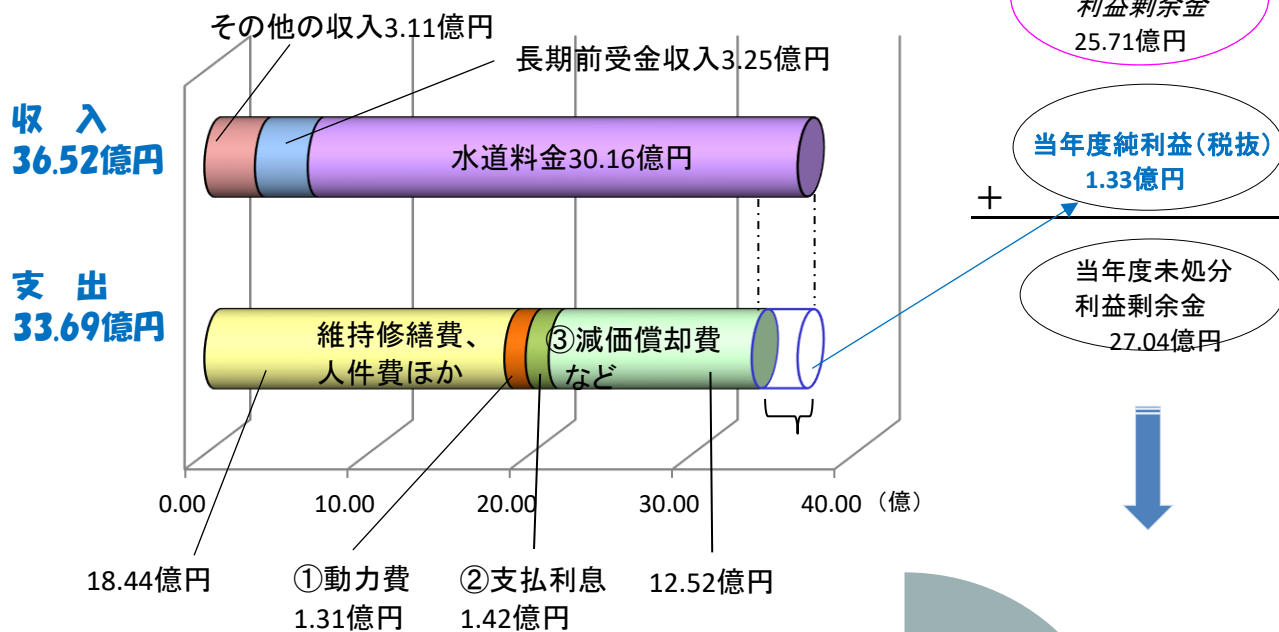 その他の収入3.11億円
長期前受金収入3.25億円
収　入
36.52億円
水道料金30.16億円
支　出
33.69億円
維持修繕費、
人件費ほか
③減価償却費
など
0.00
10.00
20.00
30.00
40.00
（億）
18.44億円
①動力費
1.31億円
②支払利息
1.42億円
12.52億円
利益剰余金
25.71億円
当年度純利益（税抜）
1.33億円
＋
当年度未処分
利益剰余金
27.04億円